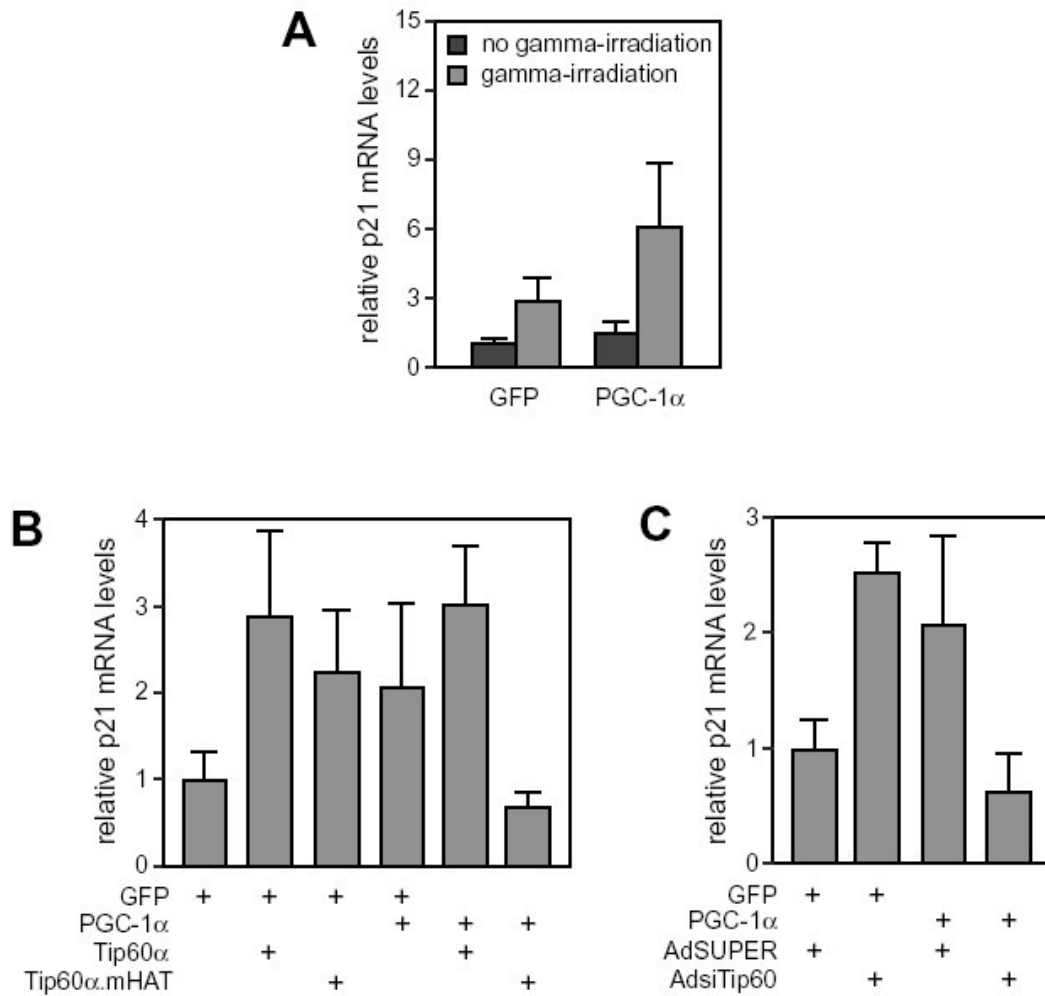 A
relative p21 mRNA levels
15
12
9
6
3
0
no gamma-irradiation
gamma-irradiation
GFP PGC-1α
B
relative p21 mRNA levels
4
3
2
1
0
GFP + + + +
PGC-1α + + +
Tip60α + +
Tip60α.mHAT + +
C
relative p21 mRNA levels
3
2
1
0
GFP + +
PGC-1α + +
AdSUPER + +
AdsiTip60 + +